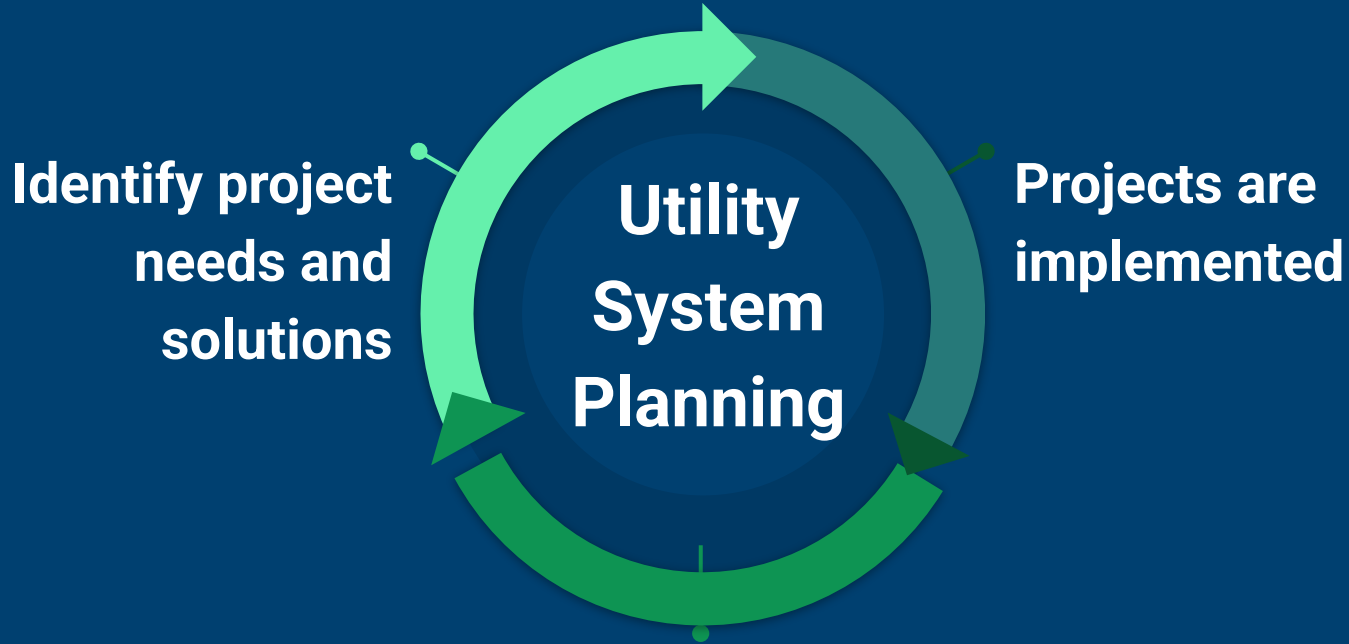 Identify project
needs and
solutions
Utility
System
Planning
Projects are
implemented